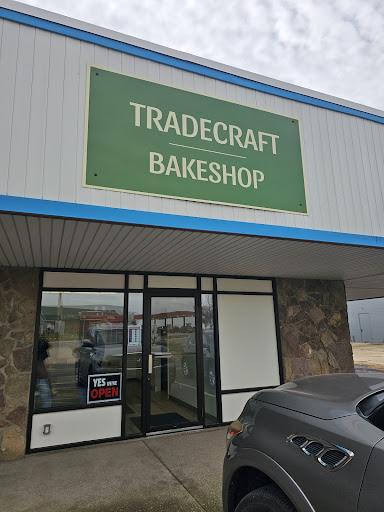 TRADECRAFT
BAKESHOP
YES WE'RE
OPEN